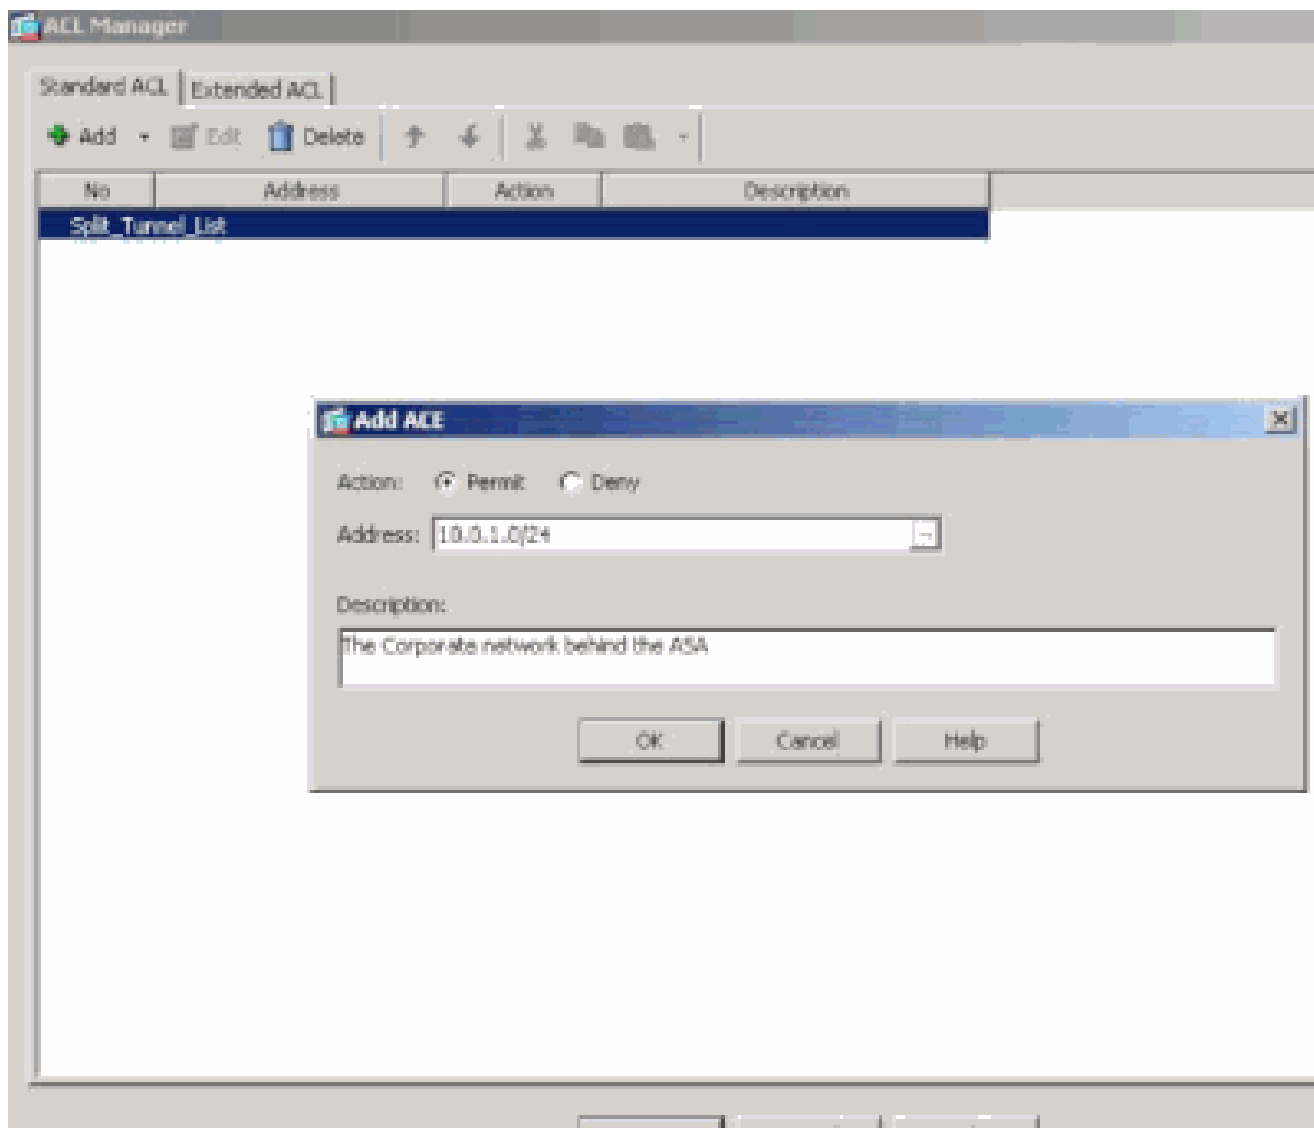 ACL Manager
Standard ACL Extended ACL
Add Edit Delete
No Address Action Description
Split_Tunnel_List
Add ACE
Action: Permit Deny
Address: 10.0.1.0/24
Description:
The Corporate network behind the ASA
OK Cancel Help